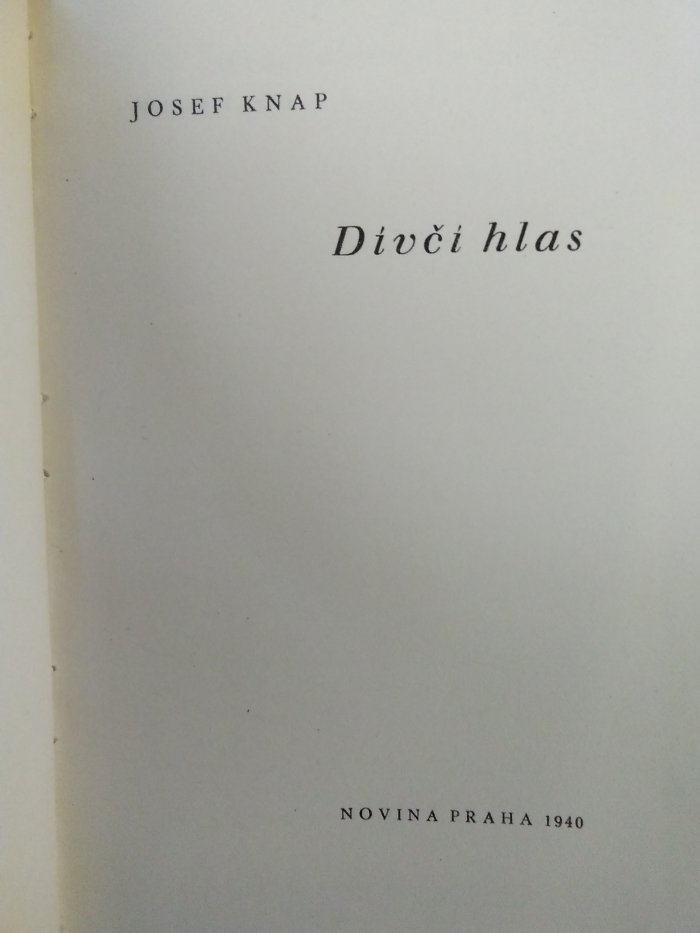 JOSEF KNAP
Dívčí hlas
NOVINA PRAHA 1940